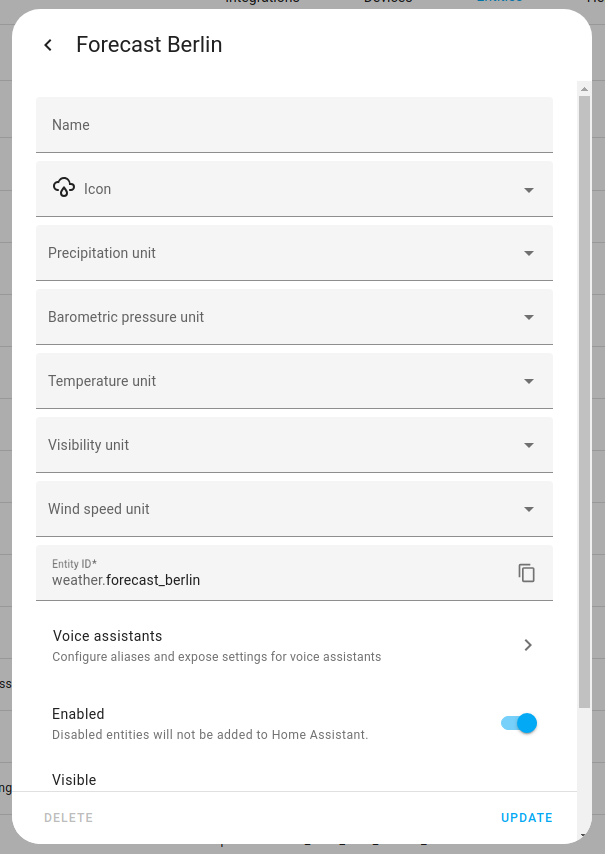 Forecast Berlin
Name
Icon
Precipitation unit
Barometric pressure unit
Temperature unit
Visibility unit
Wind speed unit
Entity ID*
weather.forecast_berlin
Voice assistants
Configure aliases and expose settings for voice assistants
Enabled
Disabled entities will not be added to Home Assistant.
Visible
DELETE
UPDATE